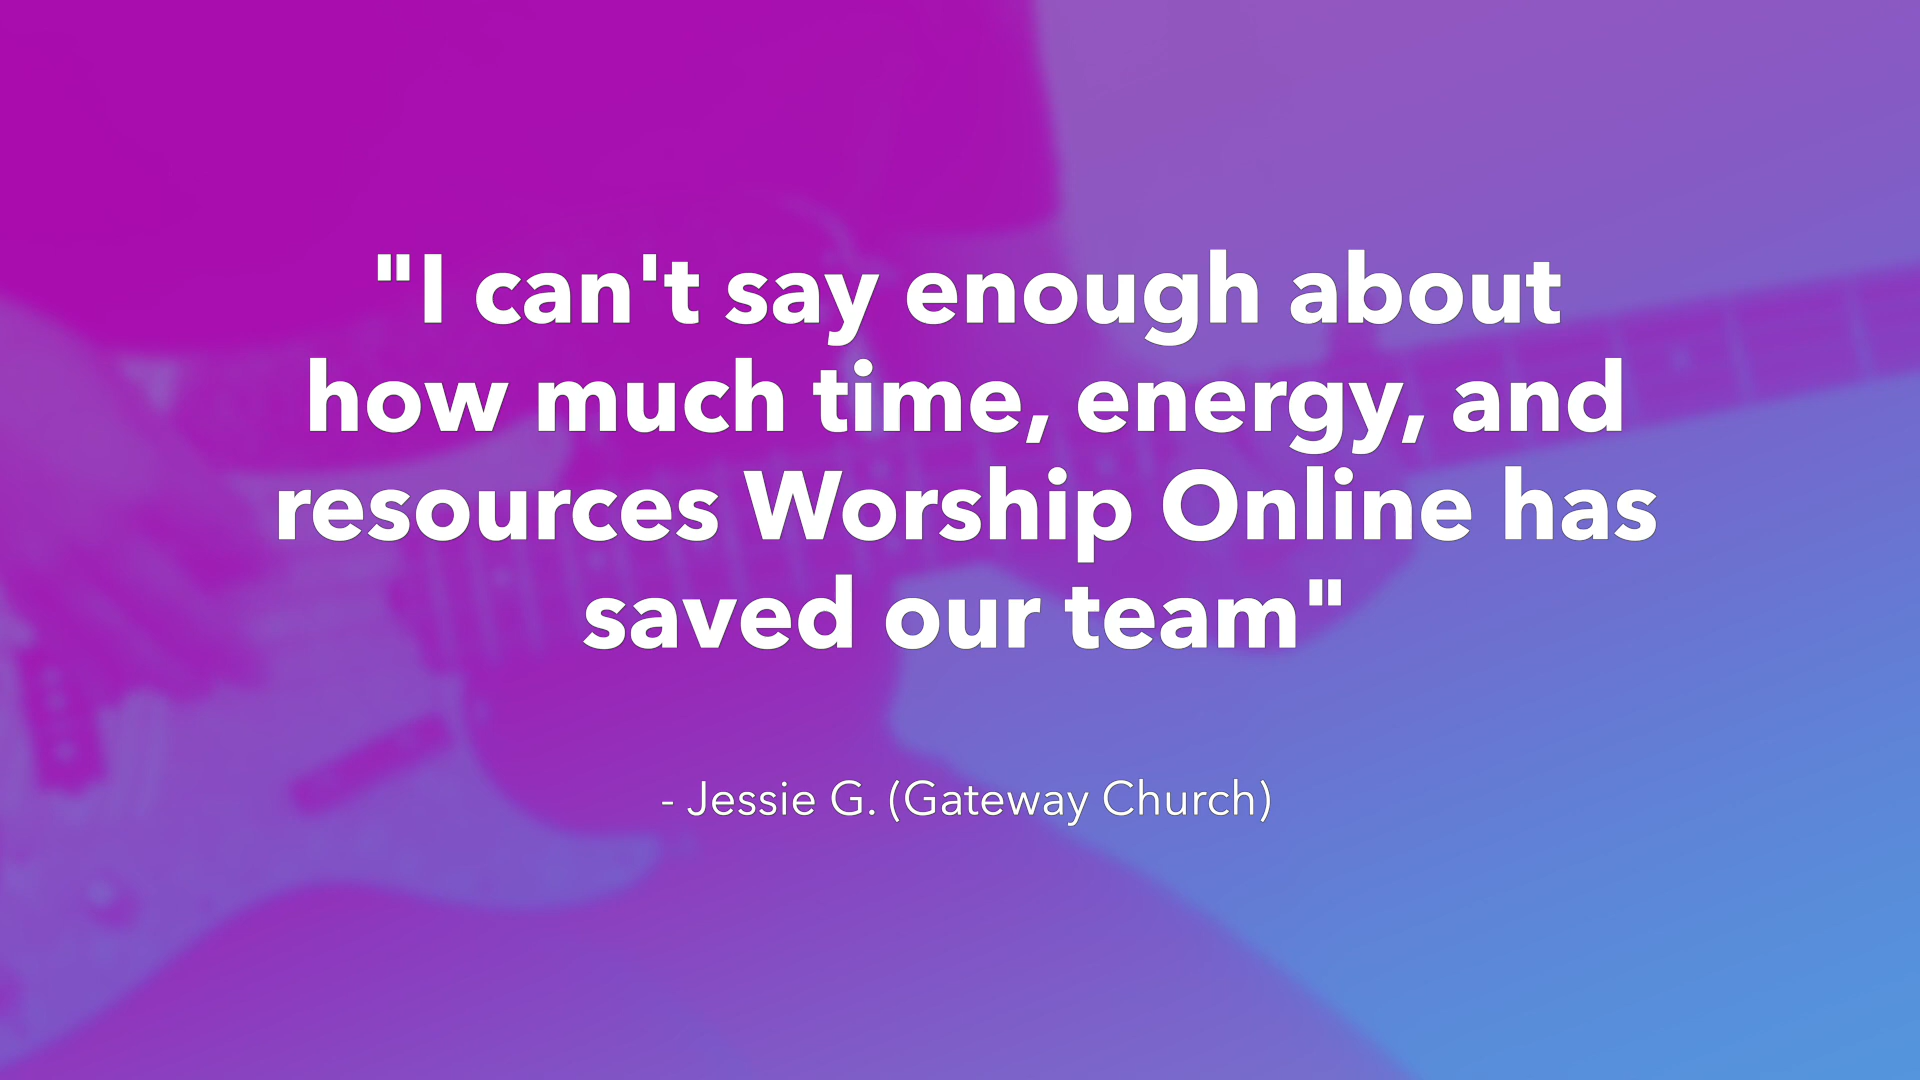 "I can't say enough about
how much time, energy, and
resources Worship Online has
saved our team"
- Jessie G. (Gateway Church)